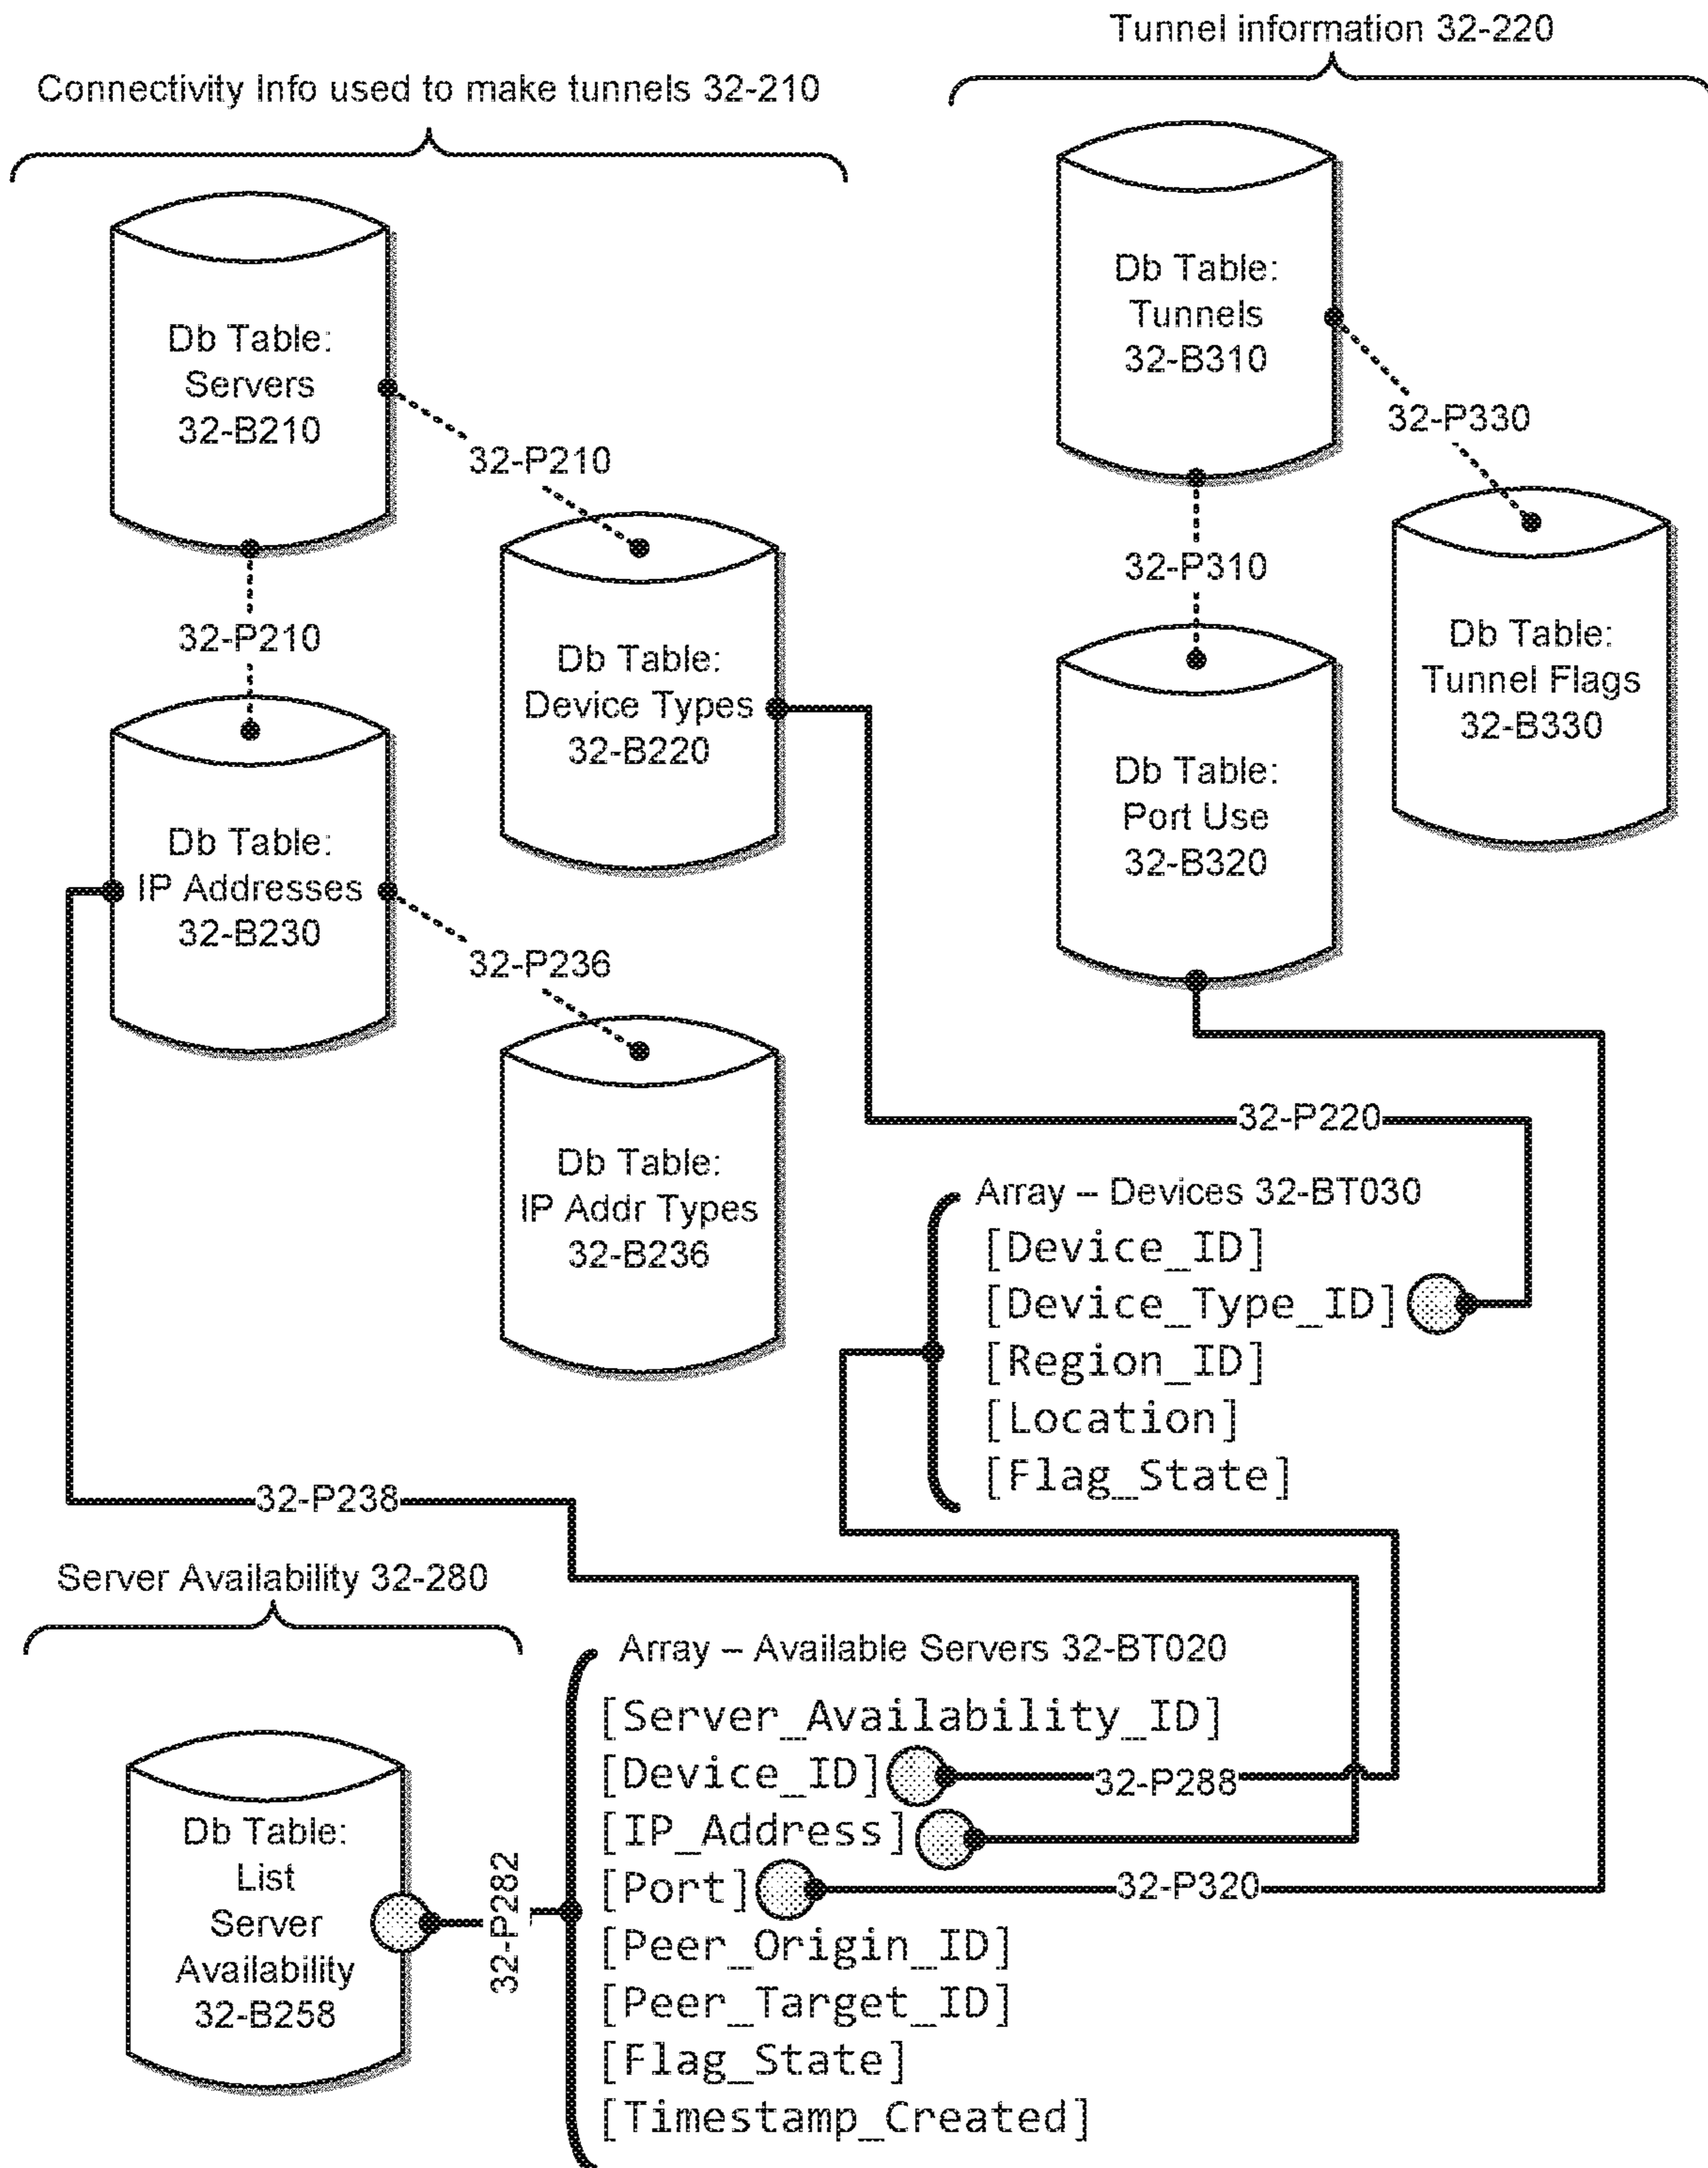 Tunnel information 32-220
Connectivity Info used to make tunnels 32-210
Db Table:
Servers
32-B210
32-P210
32-P210
Db Table:
Device Types
32-B220
Db Table:
IP Addresses
32-B230
32-P236
Db Table:
IP Addr Types
32-B236
Db Table:
Tunnels
32-B310
32-P330
32-P310
Db Table:
Tunnel Flags
32-B330
Db Table:
Port Use
32-B320
32-P220
Array – Devices 32-BT030
[Device_ID]
[Device_Type_ID]
[Region_ID]
[Location]
[Flag_State]
32-P238
Server Availability 32-280
Db Table:
List
Server
Availability
32-B258
32-P282
Array – Available Servers 32-BT020
[Server_Availability_ID]
[Device_ID]
32-P288
[IP_Address]
[Port]
32-P320
[Peer_Origin_ID]
[Peer_Target_ID]
[Flag_State]
[Timestamp_Created]